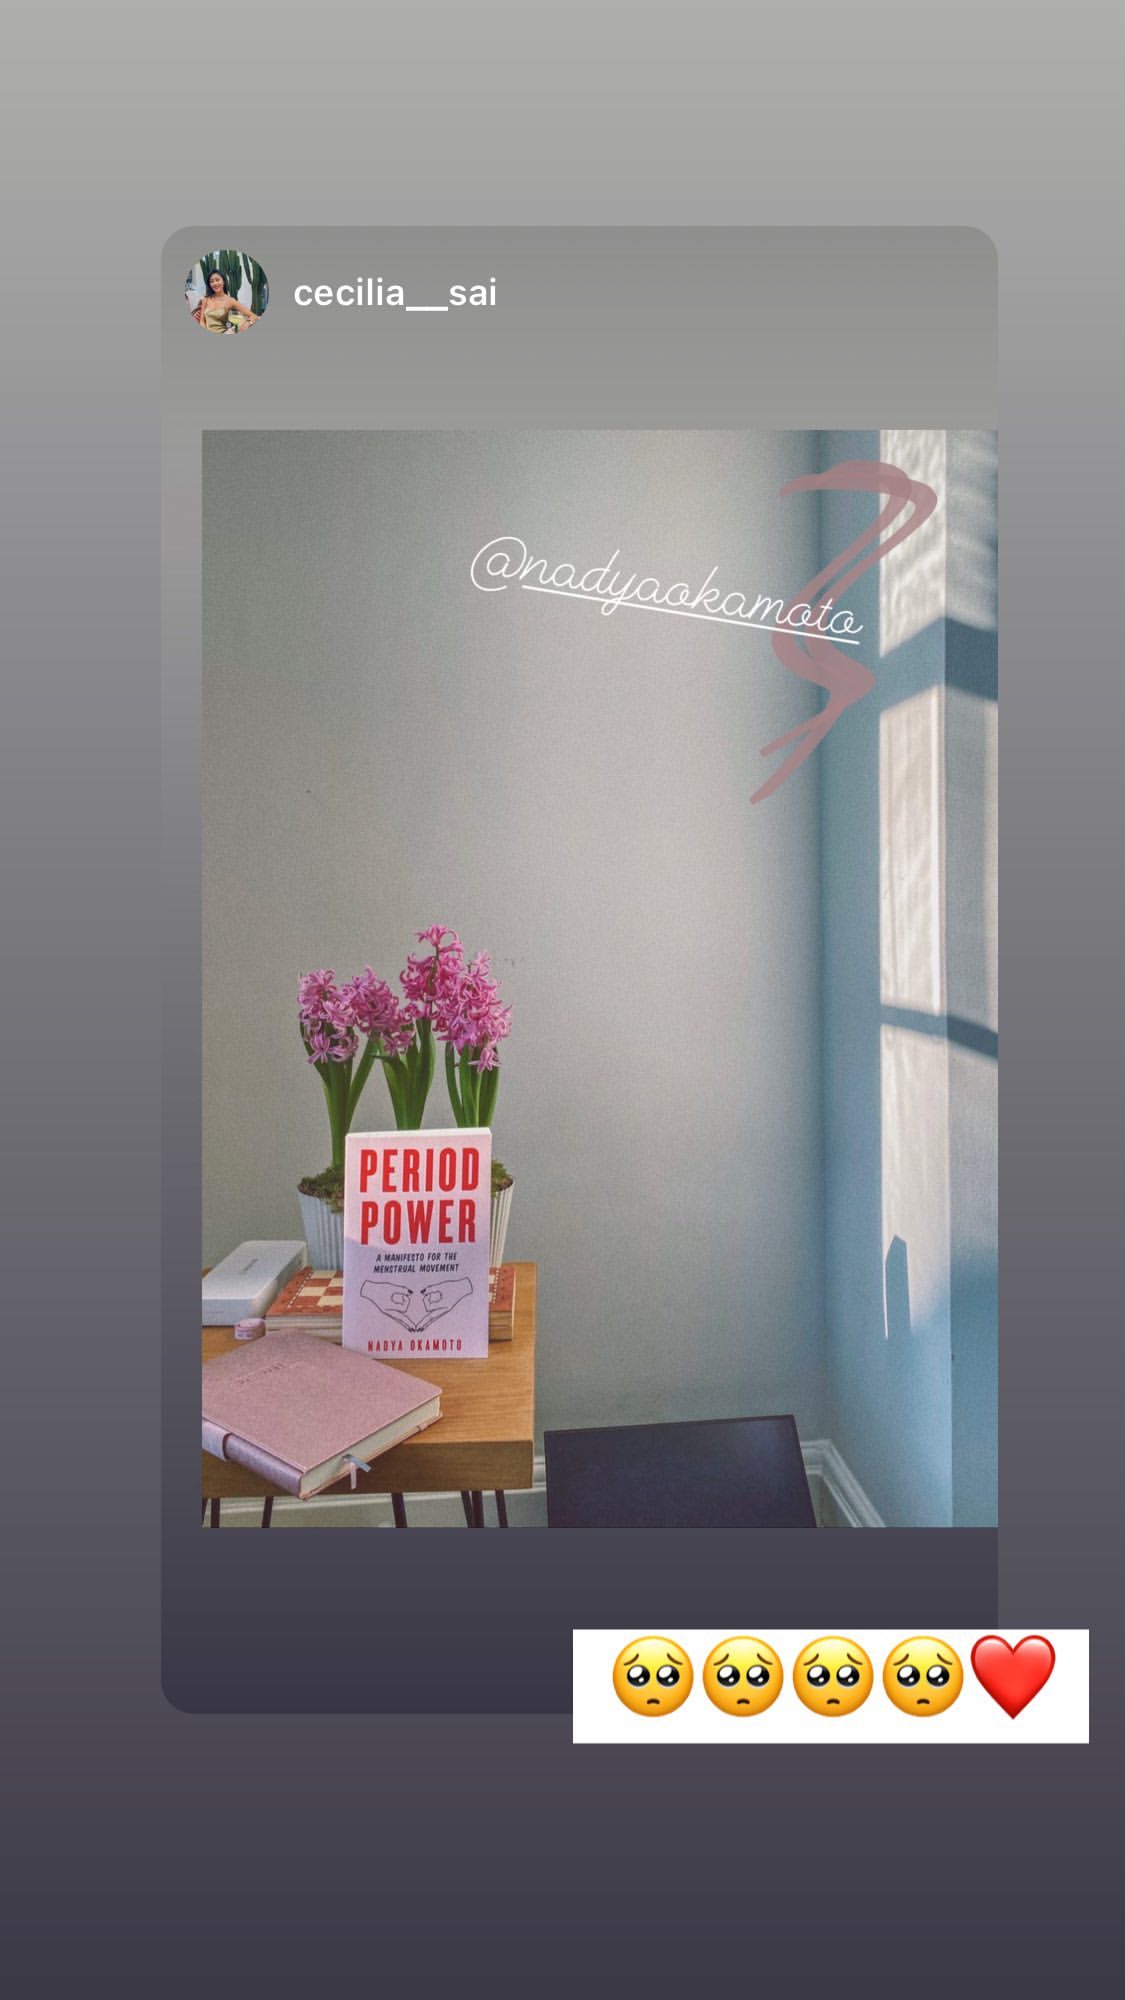 cecilia__sai
@nadyaokamoto
PERIOD
POWER
A MANIFESTO FOR THE
MENSTRUAL MOVEMENT
NADYA OKAMOTO
🥺🥺🥺🥺❤️